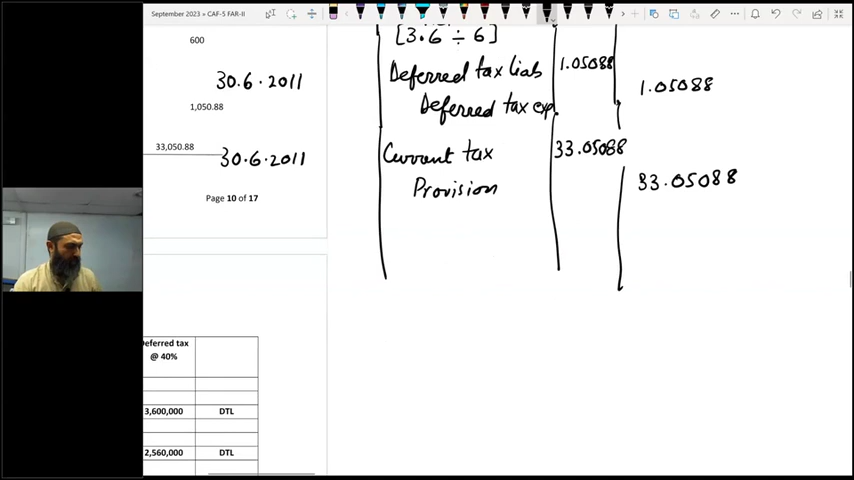 September 2023 » CAF-5 FAR-II
600
30.6.2011
1,050.88
33,050.88
30.6.2011
Page 10 of 17
Deferred tax
@ 40%
3,600,000 DTL
2,560,000 DTL
[3.6 ÷ 6]
Deferred tax liab 1.05088
Deferred tax exp. 1.05088
Current tax 33.05088
Provision 33.05088